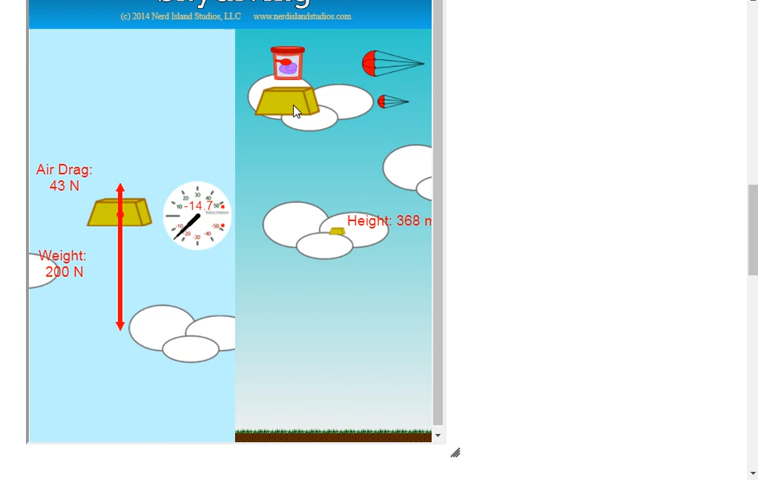 (c) 2014 Nerd Island Studios, LLC www.nerdislandstudios.com
Air Drag:
43 N
-14.7
Weight:
200 N
Height: 368 m